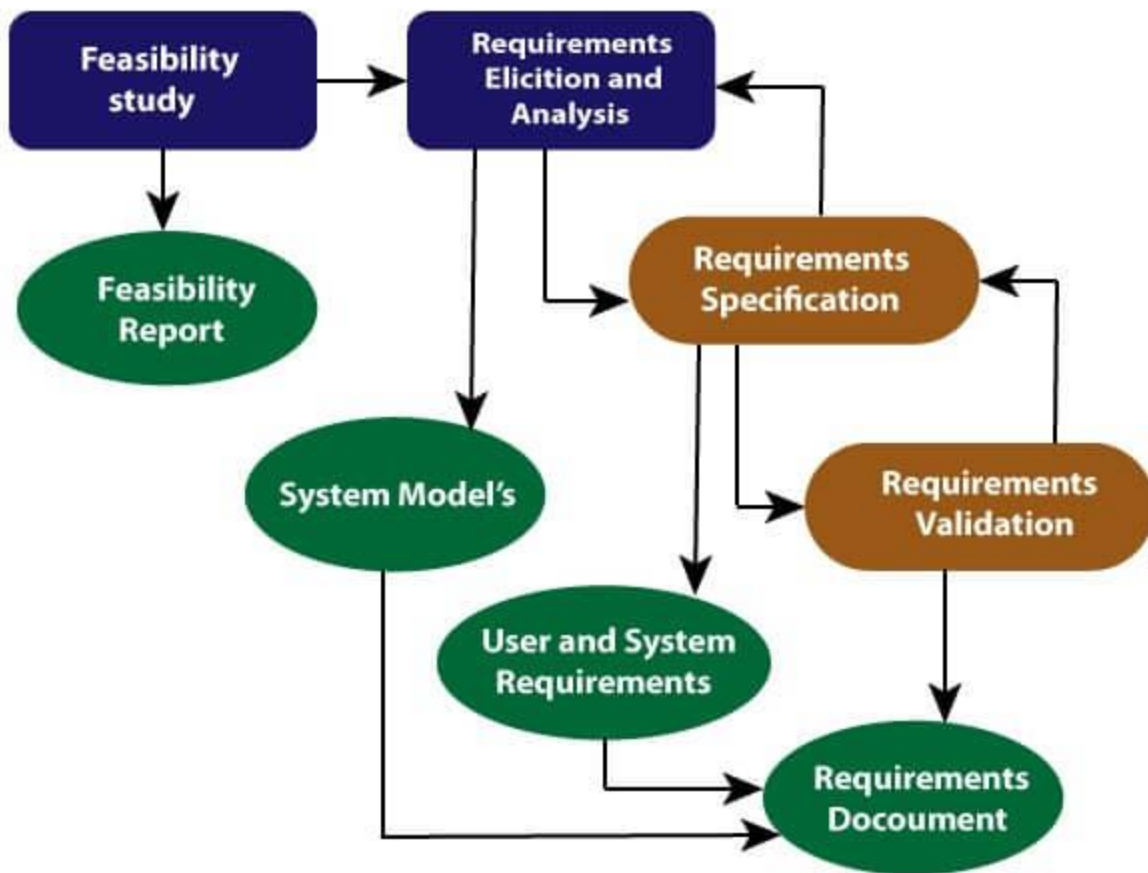 Feasibility
study
Requirements
Elicition and
Analysis
Feasibility
Report
Requirements
Specification
System Model's
Requirements
Validation
User and System
Requirements
Requirements
Docoument